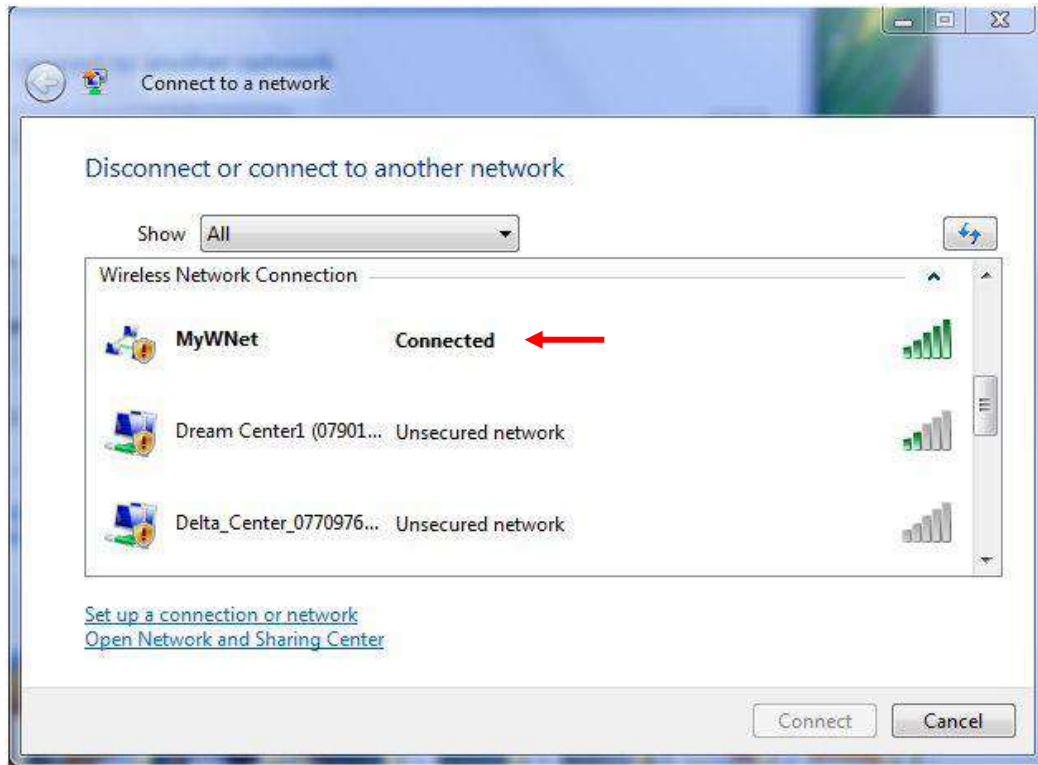 Connect to a network
Disconnect or connect to another network
Show All
Wireless Network Connection
MyWNet Connected
Dream Center1 (07901... Unsecured network
Delta_Center_0770976... Unsecured network
Set up a connection or network
Open Network and Sharing Center
Connect Cancel